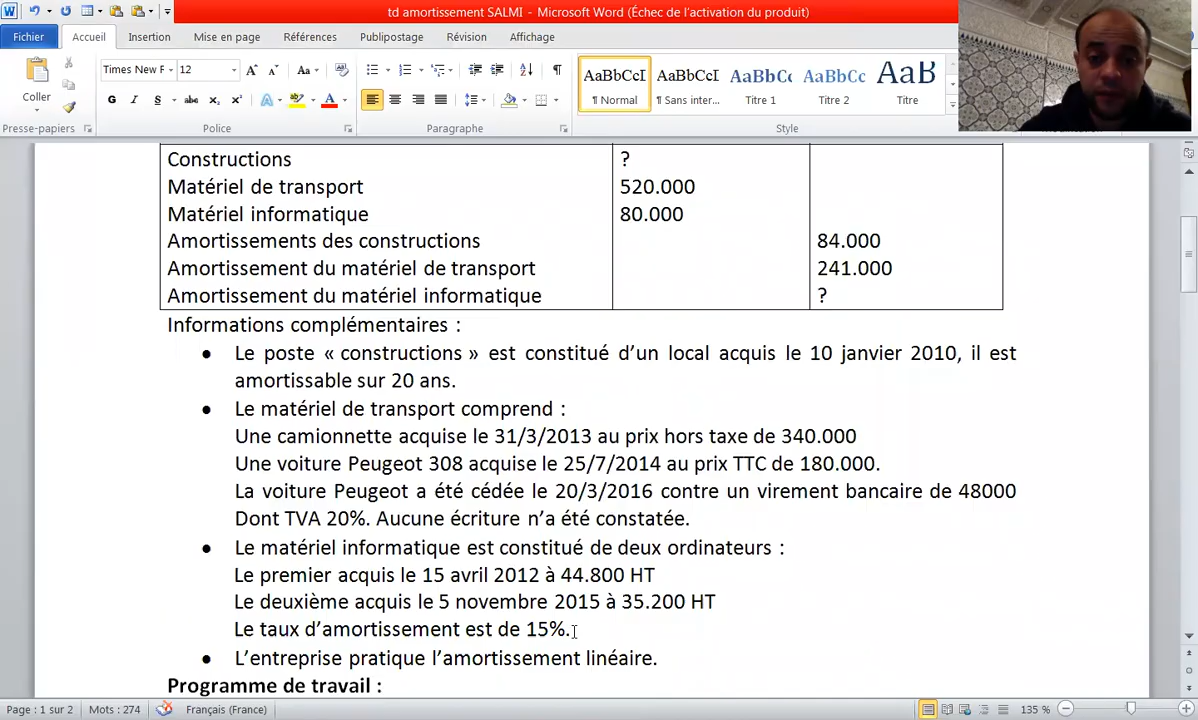 td amortissement SALMI - Microsoft Word (Échec de l'activation du produit)
Fichier Accueil Insertion Mise en page Références Publipostage Révision Affichage
Coller
Times New F 12
G I S abc x₂ x²
AaBbCcI AaBbCcI AaBbC AaBbCc AaB
¶ Normal ¶ Sans inter... Titre 1 Titre 2 Titre
Presse-papiers Police Paragraphe Style
Constructions ?
Matériel de transport 520.000
Matériel informatique 80.000
Amortissements des constructions 84.000
Amortissement du matériel de transport 241.000
Amortissement du matériel informatique ?
Informations complémentaires :
• Le poste « constructions » est constitué d'un local acquis le 10 janvier 2010, il est
amortissable sur 20 ans.
• Le matériel de transport comprend :
Une camionnette acquise le 31/3/2013 au prix hors taxe de 340.000
Une voiture Peugeot 308 acquise le 25/7/2014 au prix TTC de 180.000.
La voiture Peugeot a été cédée le 20/3/2016 contre un virement bancaire de 48000
Dont TVA 20%. Aucune écriture n'a été constatée.
• Le matériel informatique est constitué de deux ordinateurs :
Le premier acquis le 15 avril 2012 à 44.800 HT
Le deuxième acquis le 5 novembre 2015 à 35.200 HT
Le taux d'amortissement est de 15%.
• L'entreprise pratique l'amortissement linéaire.
Programme de travail :
Page : 1 sur 2 Mots : 274 Français (France) 135 %